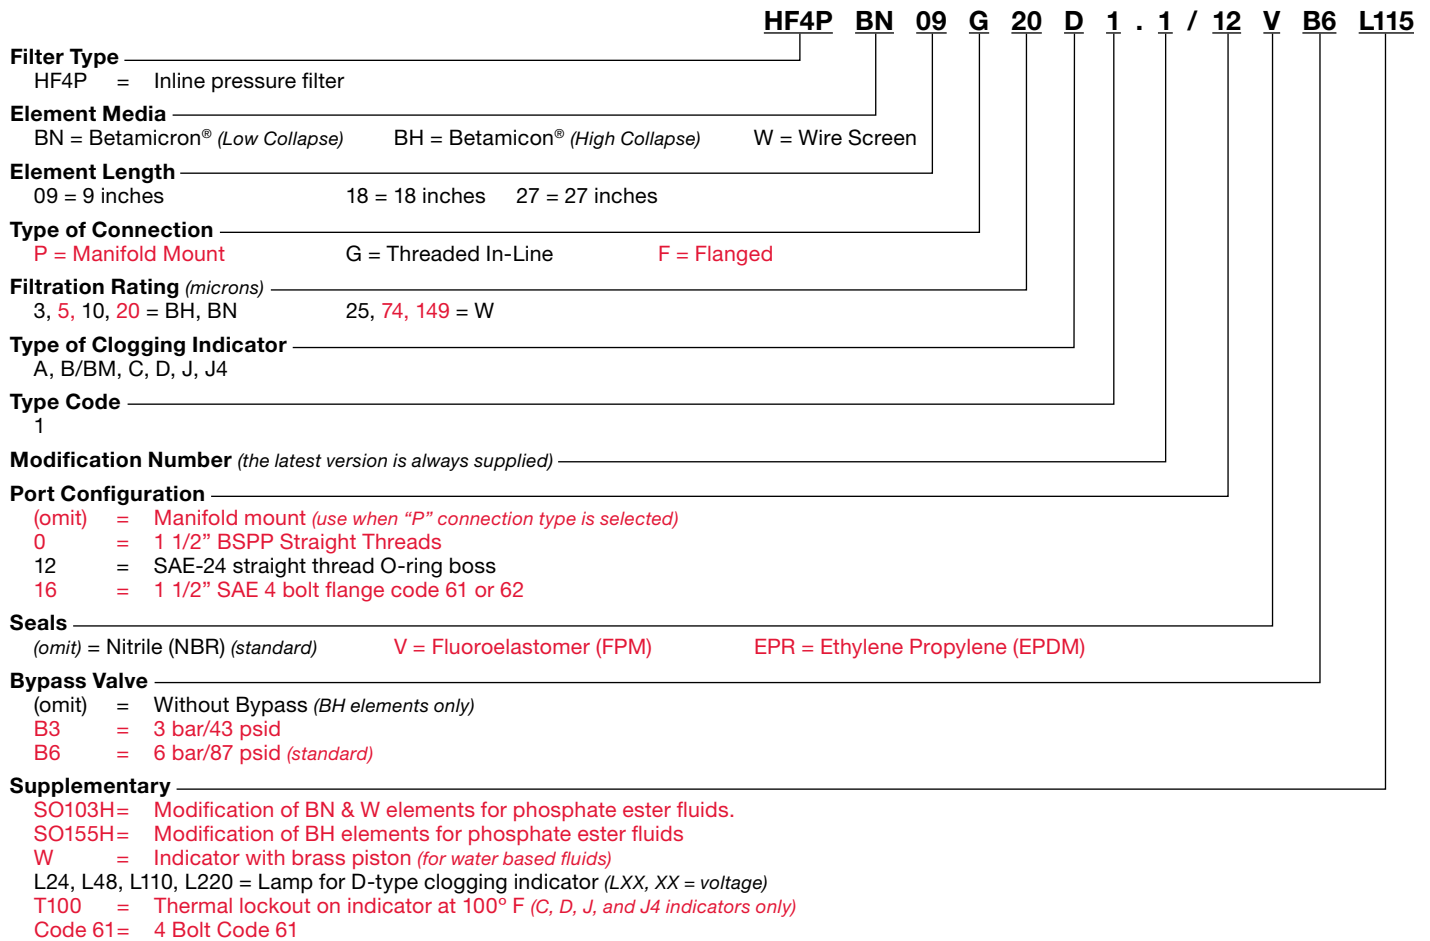 HF4P BN 09 G 20 D 1 . 1 / 12 V B6 L115
Filter Type
HF4P = Inline pressure filter
Element Media
BN = Betamicron® (Low Collapse) BH = Betamicon® (High Collapse) W = Wire Screen
Element Length
09 = 9 inches 18 = 18 inches 27 = 27 inches
Type of Connection
P = Manifold Mount G = Threaded In-Line F = Flanged
Filtration Rating (microns)
3, 5, 10, 20 = BH, BN 25, 74, 149 = W
Type of Clogging Indicator
A, B/BM, C, D, J, J4
Type Code
1
Modification Number (the latest version is always supplied)
Port Configuration
(omit) = Manifold mount (use when “P” connection type is selected)
0 = 1 1/2” BSPP Straight Threads
12 = SAE-24 straight thread O-ring boss
16 = 1 1/2” SAE 4 bolt flange code 61 or 62
Seals
(omit) = Nitrile (NBR) (standard) V = Fluoroelastomer (FPM) EPR = Ethylene Propylene (EPDM)
Bypass Valve
(omit) = Without Bypass (BH elements only)
B3 = 3 bar/43 psid
B6 = 6 bar/87 psid (standard)
Supplementary
SO103H= Modification of BN & W elements for phosphate ester fluids.
SO155H= Modification of BH elements for phosphate ester fluids
W = Indicator with brass piston (for water based fluids)
L24, L48, L110, L220 = Lamp for D-type clogging indicator (LXX, XX = voltage)
T100 = Thermal lockout on indicator at 100º F (C, D, J, and J4 indicators only)
Code 61= 4 Bolt Code 61